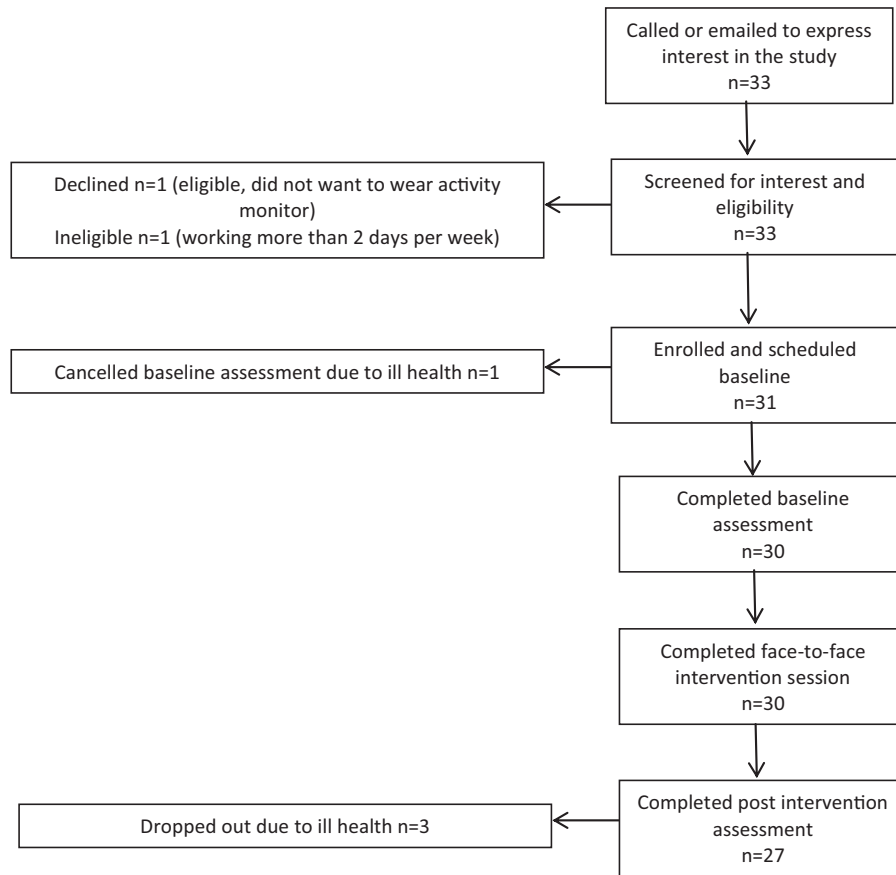 Called or emailed to express
interest in the study
n=33
Declined n=1 (eligible, did not want to wear activity
monitor)
Ineligible n=1 (working more than 2 days per week)
Screened for interest and
eligibility
n=33
Cancelled baseline assessment due to ill health n=1
Enrolled and scheduled
baseline
n=31
Completed baseline
assessment
n=30
Completed face-to-face
intervention session
n=30
Dropped out due to ill health n=3
Completed post intervention
assessment
n=27